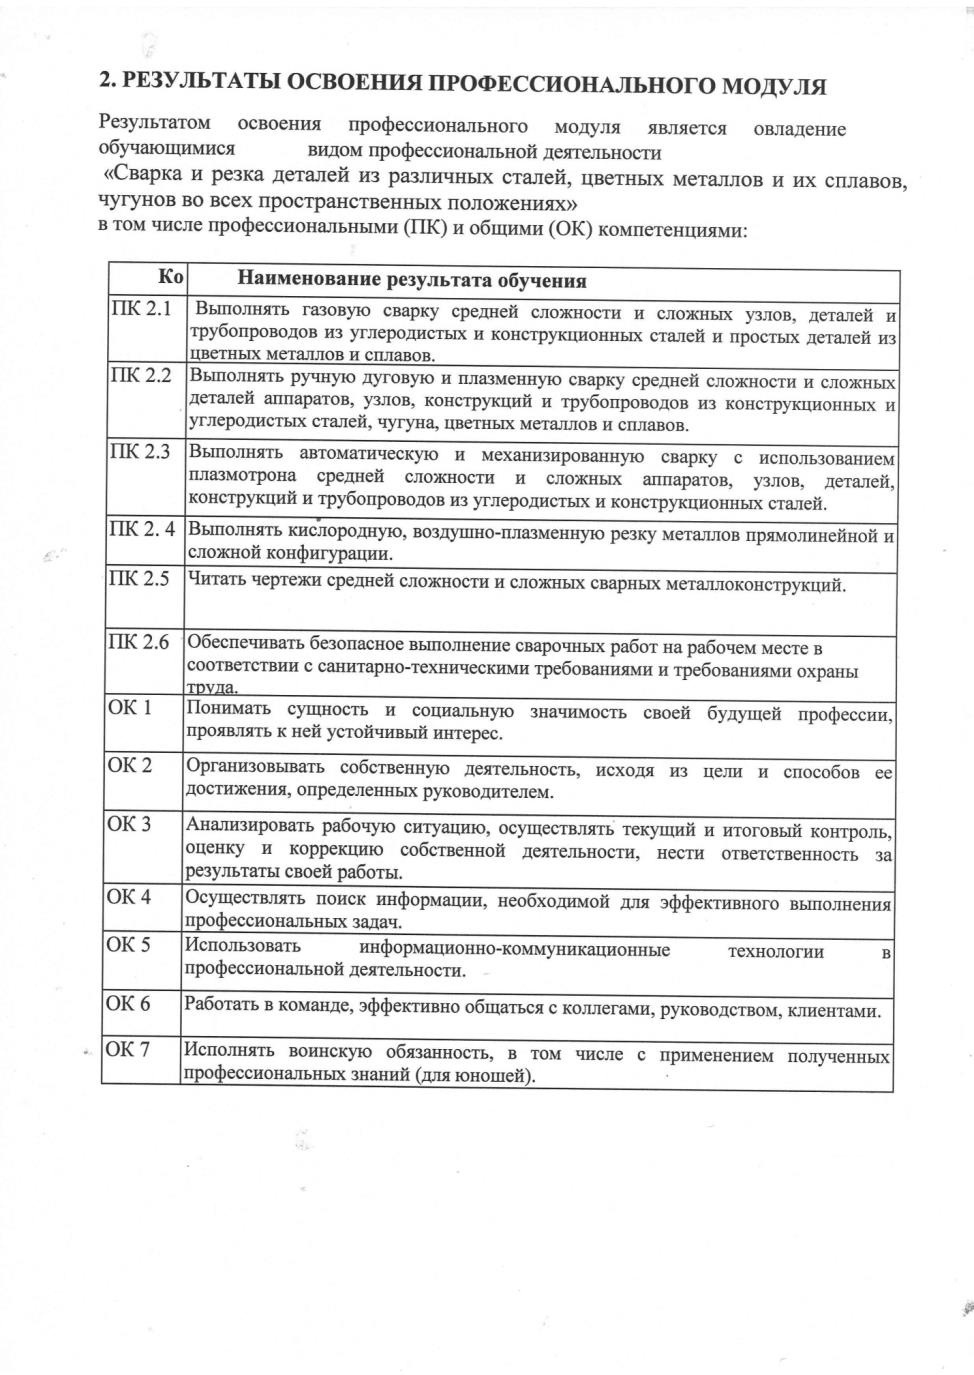 2. РЕЗУЛЬТАТЫ ОСВОЕНИЯ ПРОФЕССИОНАЛЬНОГО МОДУЛЯ
Результатом освоения профессионального модуля является овладение
обучающимися видом профессиональной деятельности
«Сварка и резка деталей из различных сталей, цветных металлов и их сплавов,
чугунов во всех пространственных положениях»
в том числе профессиональными (ПК) и общими (ОК) компетенциями:
Ко Наименование результата обучения
ПК 2.1 Выполнять газовую сварку средней сложности и сложных узлов, деталей и
трубопроводов из углеродистых и конструкционных сталей и простых деталей из
цветных металлов и сплавов.
ПК 2.2 Выполнять ручную дуговую и плазменную сварку средней сложности и сложных
деталей аппаратов, узлов, конструкций и трубопроводов из конструкционных и
углеродистых сталей, чугуна, цветных металлов и сплавов.
ПК 2.3 Выполнять автоматическую и механизированную сварку с использованием
плазмотрона средней сложности и сложных аппаратов, узлов, деталей,
конструкций и трубопроводов из углеродистых и конструкционных сталей.
ПК 2. 4 Выполнять кислородную, воздушно-плазменную резку металлов прямолинейной и
сложной конфигурации.
ПК 2.5 Читать чертежи средней сложности и сложных сварных металлоконструкций.
ПК 2.6 Обеспечивать безопасное выполнение сварочных работ на рабочем месте в
соответствии с санитарно-техническими требованиями и требованиями охраны
труда.
ОК 1 Понимать сущность и социальную значимость своей будущей профессии,
проявлять к ней устойчивый интерес.
ОК 2 Организовывать собственную деятельность, исходя из цели и способов ее
достижения, определенных руководителем.
ОК 3 Анализировать рабочую ситуацию, осуществлять текущий и итоговый контроль,
оценку и коррекцию собственной деятельности, нести ответственность за
результаты своей работы.
ОК 4 Осуществлять поиск информации, необходимой для эффективного выполнения
профессиональных задач.
ОК 5 Использовать информационно-коммуникационные технологии в
профессиональной деятельности.
ОК 6 Работать в команде, эффективно общаться с коллегами, руководством, клиентами.
ОК 7 Исполнять воинскую обязанность, в том числе с применением полученных
профессиональных знаний (для юношей).